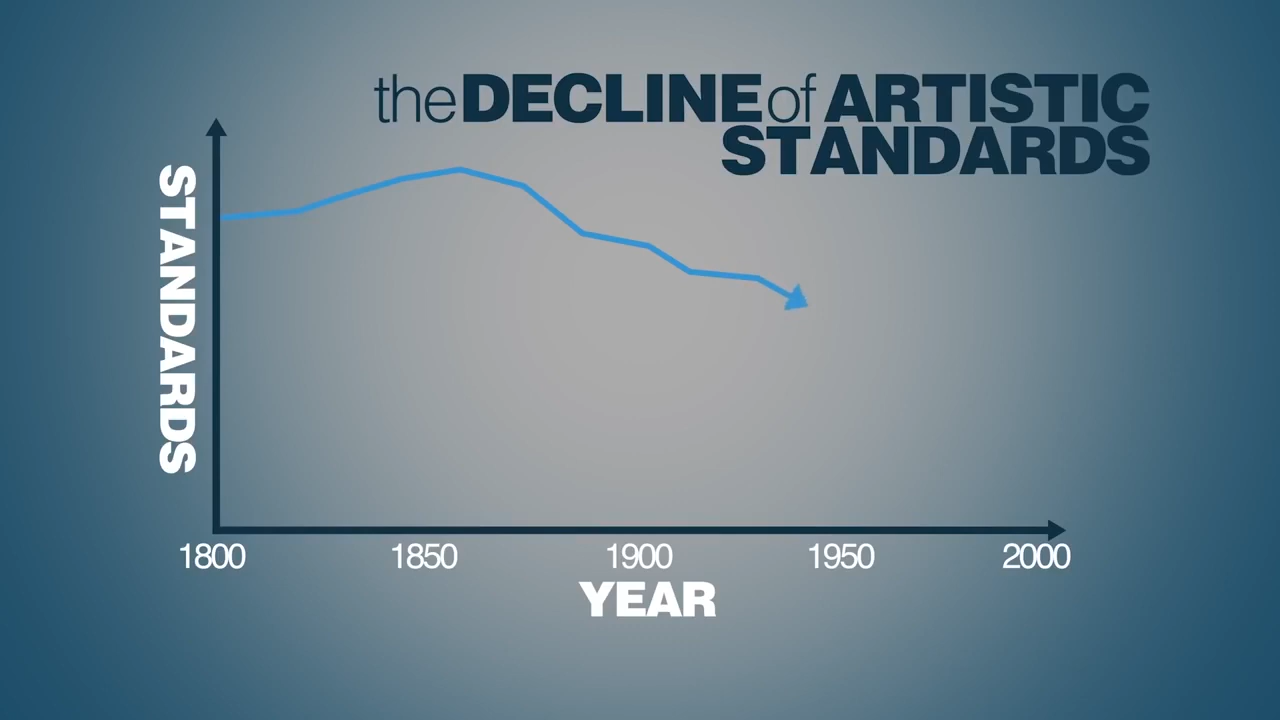 the DECLINE of ARTISTIC
STANDARDS
STANDARDS
1800 1850 1900 1950 2000
YEAR